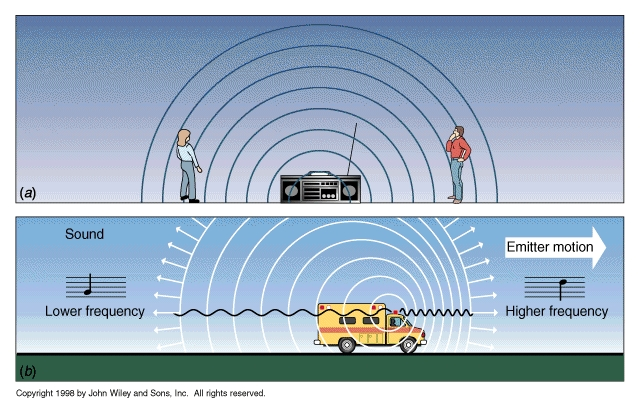 (a)
Sound
Emitter motion
Lower frequency
Higher frequency
(b)
Copyright 1998 by John Wiley and Sons, Inc. All rights reserved.